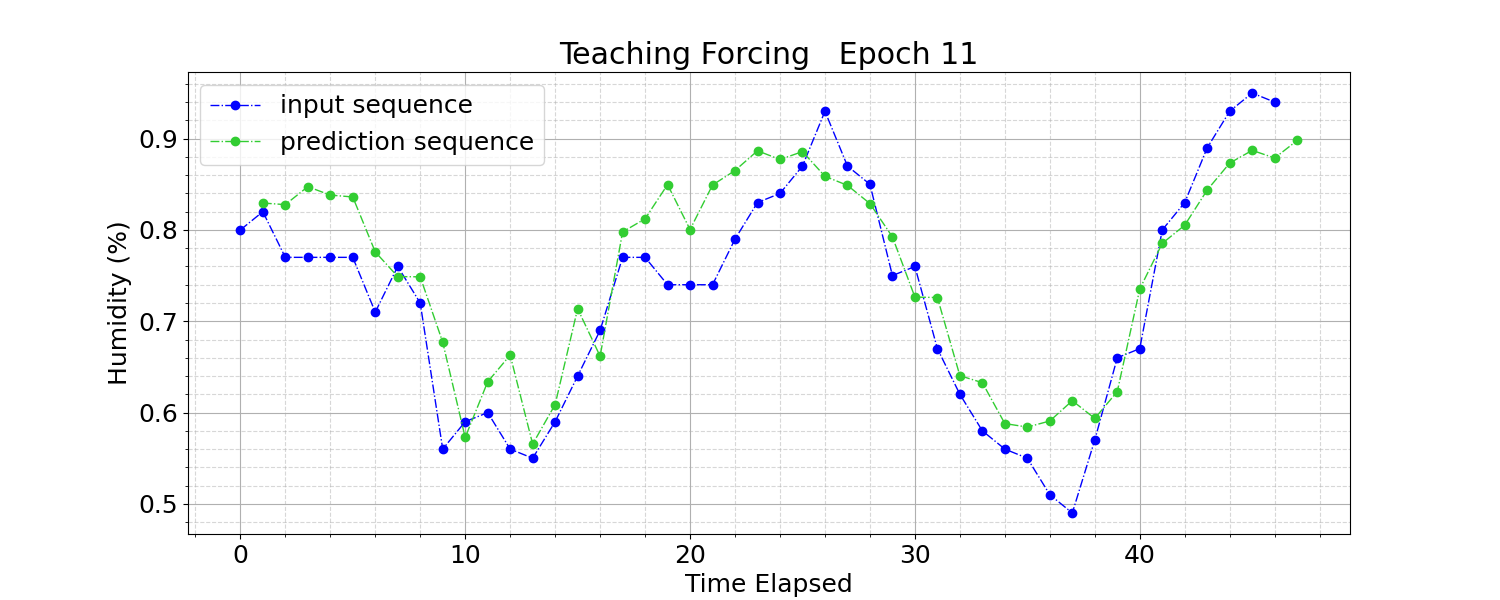 Teaching Forcing   Epoch 11
input sequence
prediction sequence
Humidity (%)
0.9
0.8
0.7
0.6
0.5
0 10 20 30 40
Time Elapsed